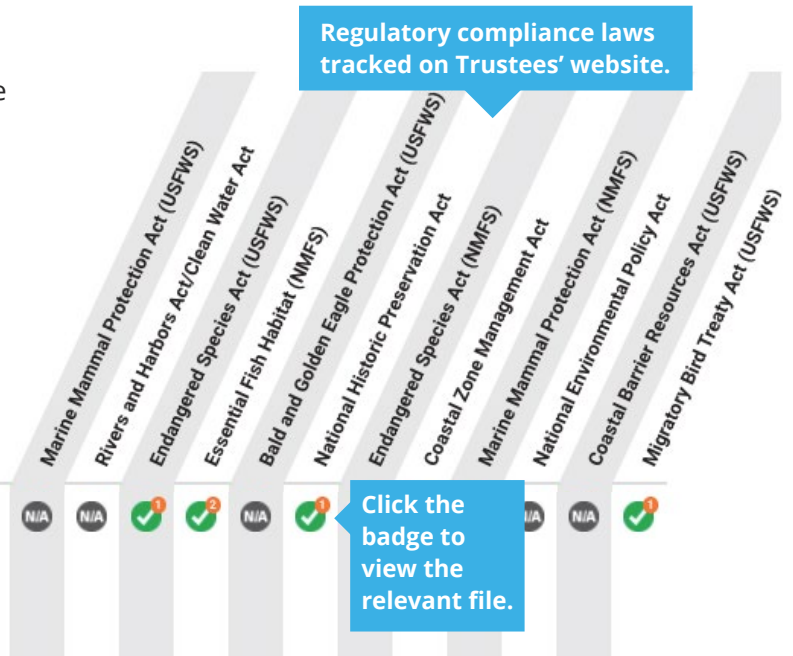 Regulatory compliance laws
tracked on Trustees’ website.
e
Marine Mammal Protection Act (USFWS)
Rivers and Harbors Act/Clean Water Act
Endangered Species Act (USFWS)
Essential Fish Habitat (NMFS)
Bald and Golden Eagle Protection Act (USFWS)
National Historic Preservation Act
Endangered Species Act (NMFS)
Coastal Zone Management Act
Marine Mammal Protection Act (NMFS)
National Environmental Policy Act
Coastal Barrier Resources Act (USFWS)
Migratory Bird Treaty Act (USFWS)
N/A N/A 1 2 N/A 1 /A N/A 1
Click the
badge to
view the
relevant file.